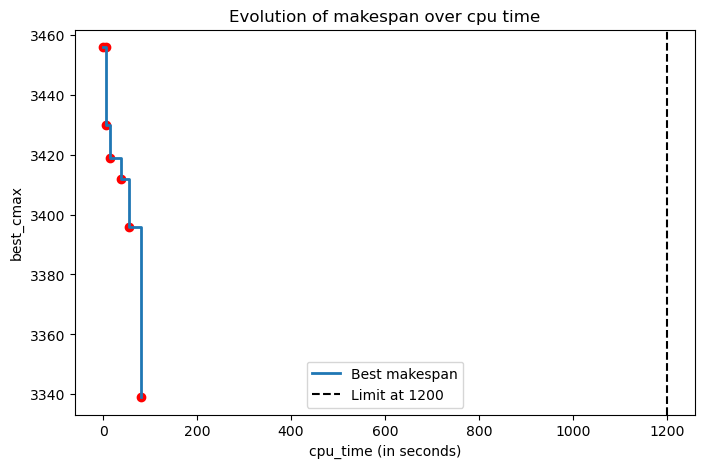 Evolution of makespan over cpu time
best_cmax
3460
3440
3420
3400
3380
3360
3340
Best makespan
Limit at 1200
0 200 400 600 800 1000 1200
cpu_time (in seconds)